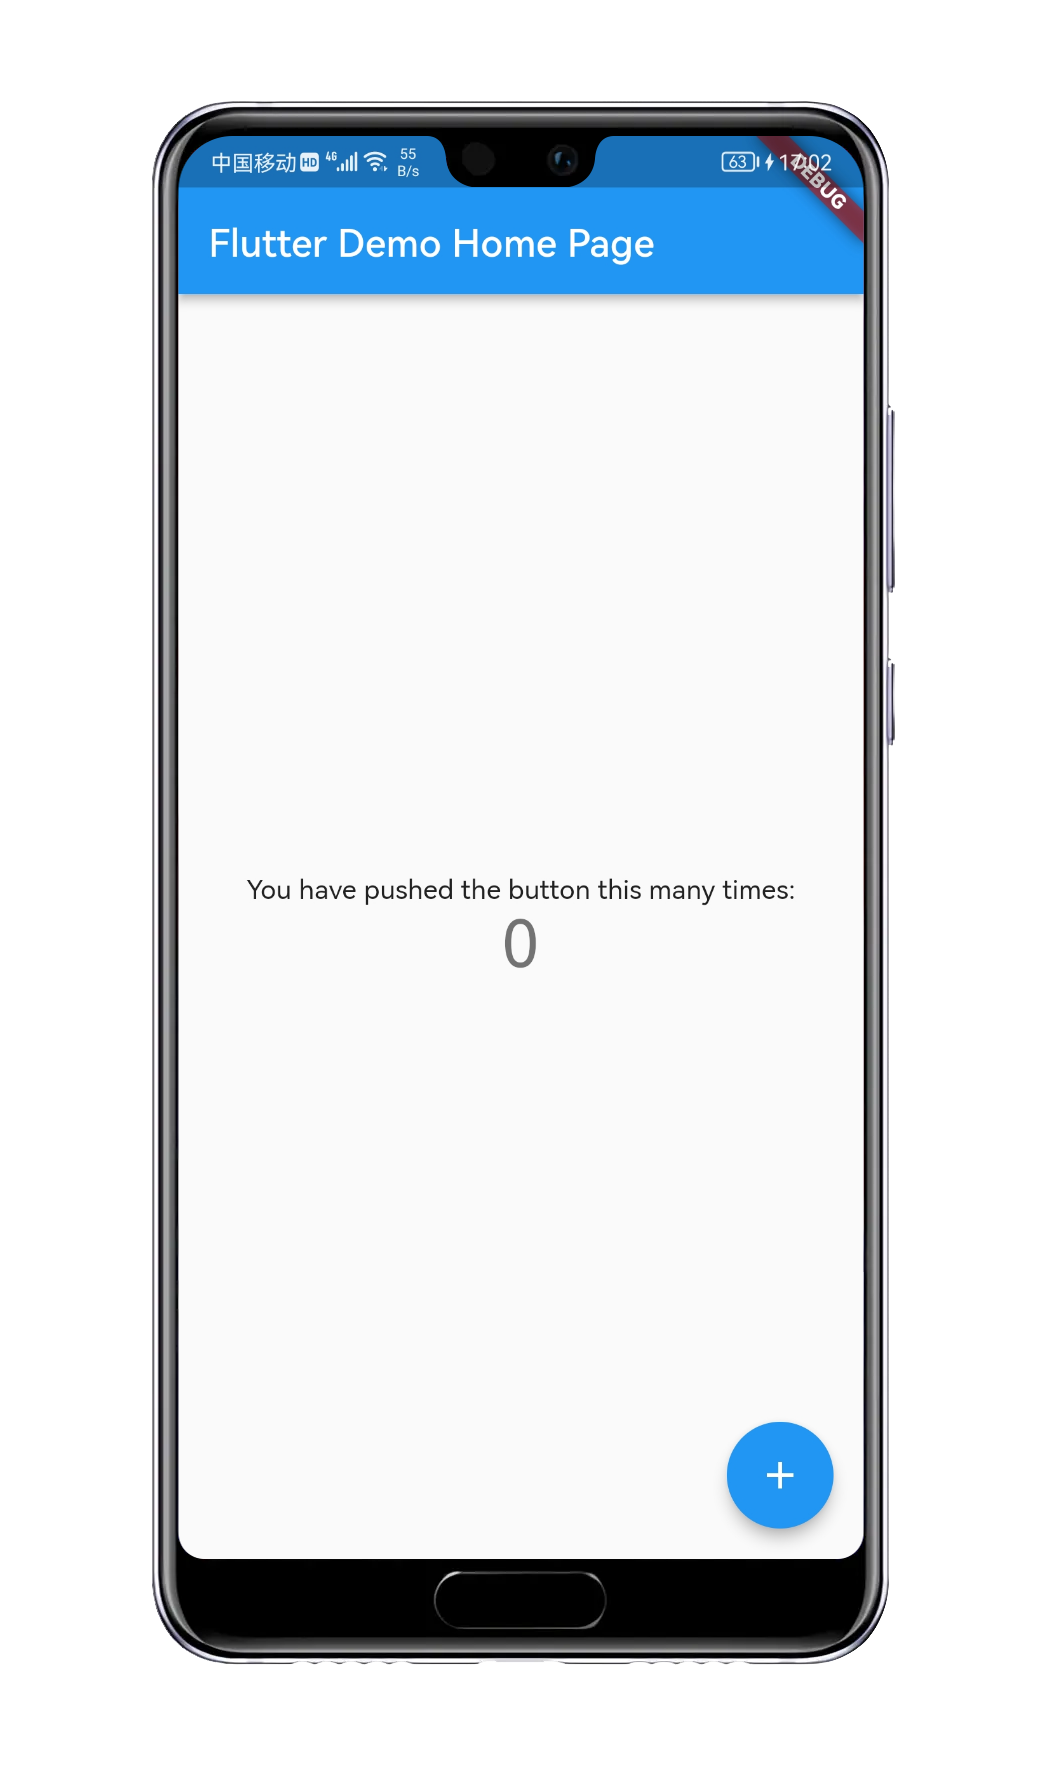 中国移动 HD 4G 55 B/s 63 17:02
DEBUG
Flutter Demo Home Page
You have pushed the button this many times:
0
+